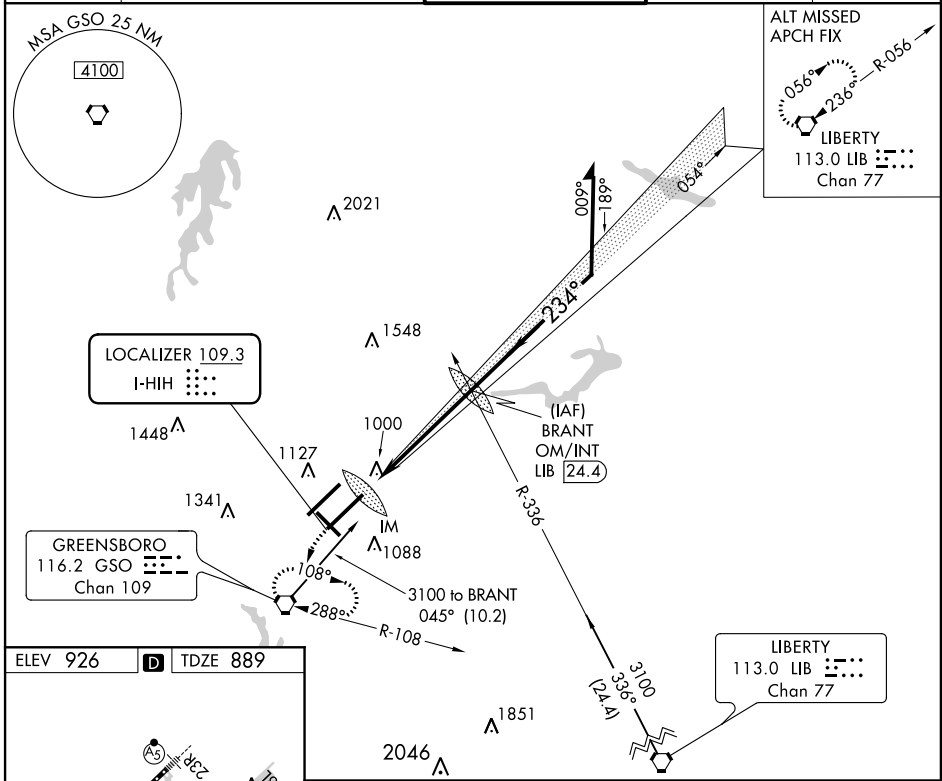 MSA GSO 25 NM
4100
ALT MISSED
APCH FIX
R-056
056°
236°
LIBERTY
113.0 LIB
Chan 77
2021
009°
189°
054°
234°
1548
LOCALIZER 109.3
I-HIH
(IAF)
BRANT
OM/INT
LIB 24.4
1448
1000
1127
1341
IM
1088
R-336
GREENSBORO
116.2 GSO
Chan 109
108°
288°
3100 to BRANT
045° (10.2)
R-108
3100
336°
(24.4)
LIBERTY
113.0 LIB
Chan 77
1851
2046
ELEV 926 D TDZE 889
A5
23R